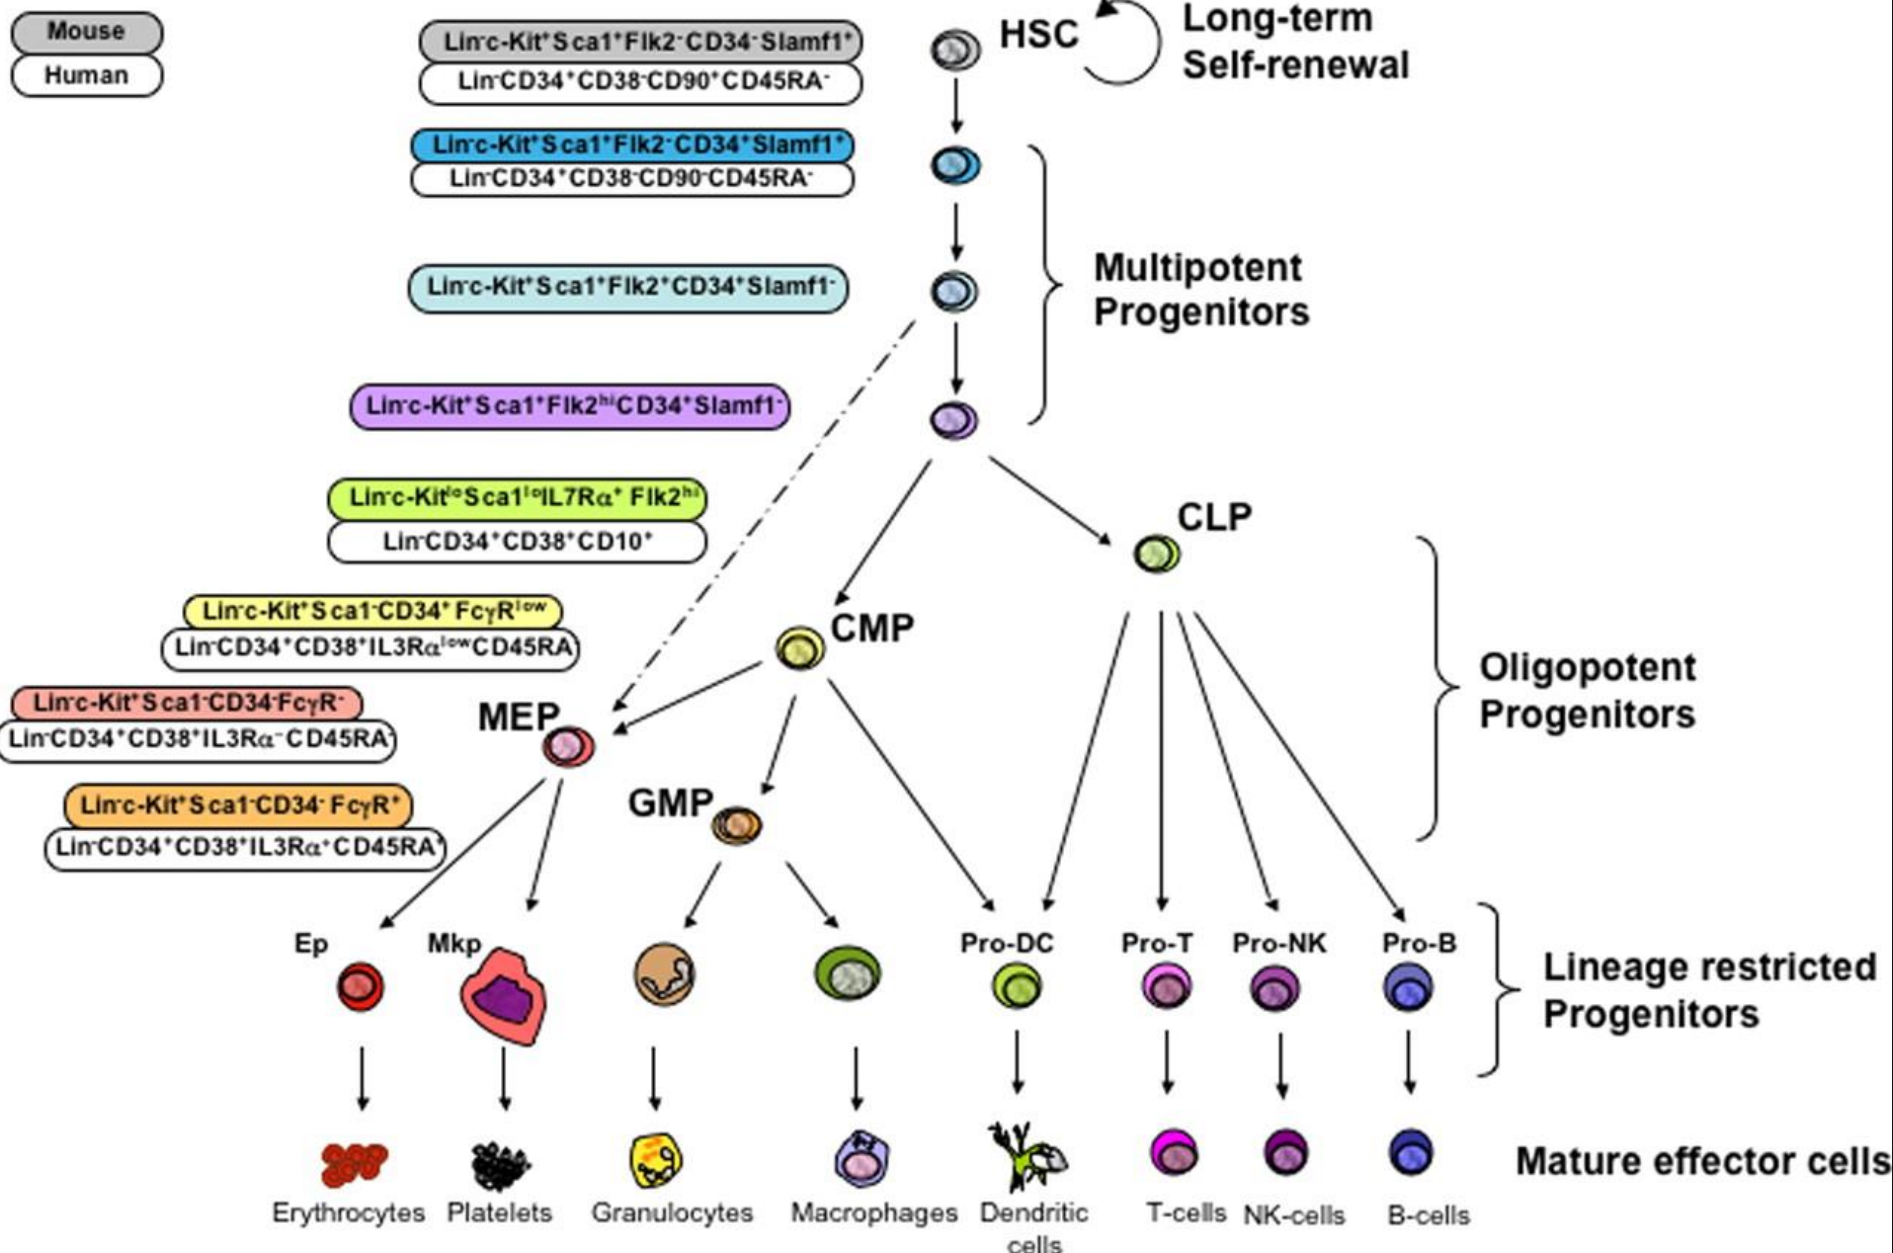 Mouse
Human
Lin⁻c-Kit⁺Sca1⁺Flk2⁻CD34⁻Slamf1⁺
Lin⁻CD34⁺CD38⁻CD90⁺CD45RA⁻
HSC
Long-term
Self-renewal
Lin⁻c-Kit⁺Sca1⁺Flk2⁻CD34⁺Slamf1⁺
Lin⁻CD34⁺CD38⁻CD90⁻CD45RA⁻
Lin⁻c-Kit⁺Sca1⁺Flk2⁺CD34⁺Slamf1⁻
Multipotent
Progenitors
Lin⁻c-Kit⁺Sca1⁺Flk2ʰⁱCD34⁺Slamf1⁻
Lin⁻c-KitˡᵒSca1ˡᵒIL7Rα⁺ Flk2ʰⁱ
Lin⁻CD34⁺CD38⁺CD10⁺
CLP
Lin⁻c-Kit⁺Sca1⁻CD34⁺ FcγRˡᵒʷ
Lin⁻CD34⁺CD38⁺IL3RαˡᵒʷCD45RA⁻
CMP
Oligopotent
Progenitors
Lin⁻c-Kit⁺Sca1⁻CD34⁻FcγR⁻
Lin⁻CD34⁺CD38⁺IL3Rα⁻CD45RA⁻
MEP
Lin⁻c-Kit⁺Sca1⁻CD34⁻ FcγR⁺
Lin⁻CD34⁺CD38⁺IL3Rα⁺CD45RA⁺
GMP
Ep
Mkp
Pro-DC
Pro-T
Pro-NK
Pro-B
Lineage restricted
Progenitors
Mature effector cells
Erythrocytes
Platelets
Granulocytes
Macrophages
Dendritic
cells
T-cells
NK-cells
B-cells